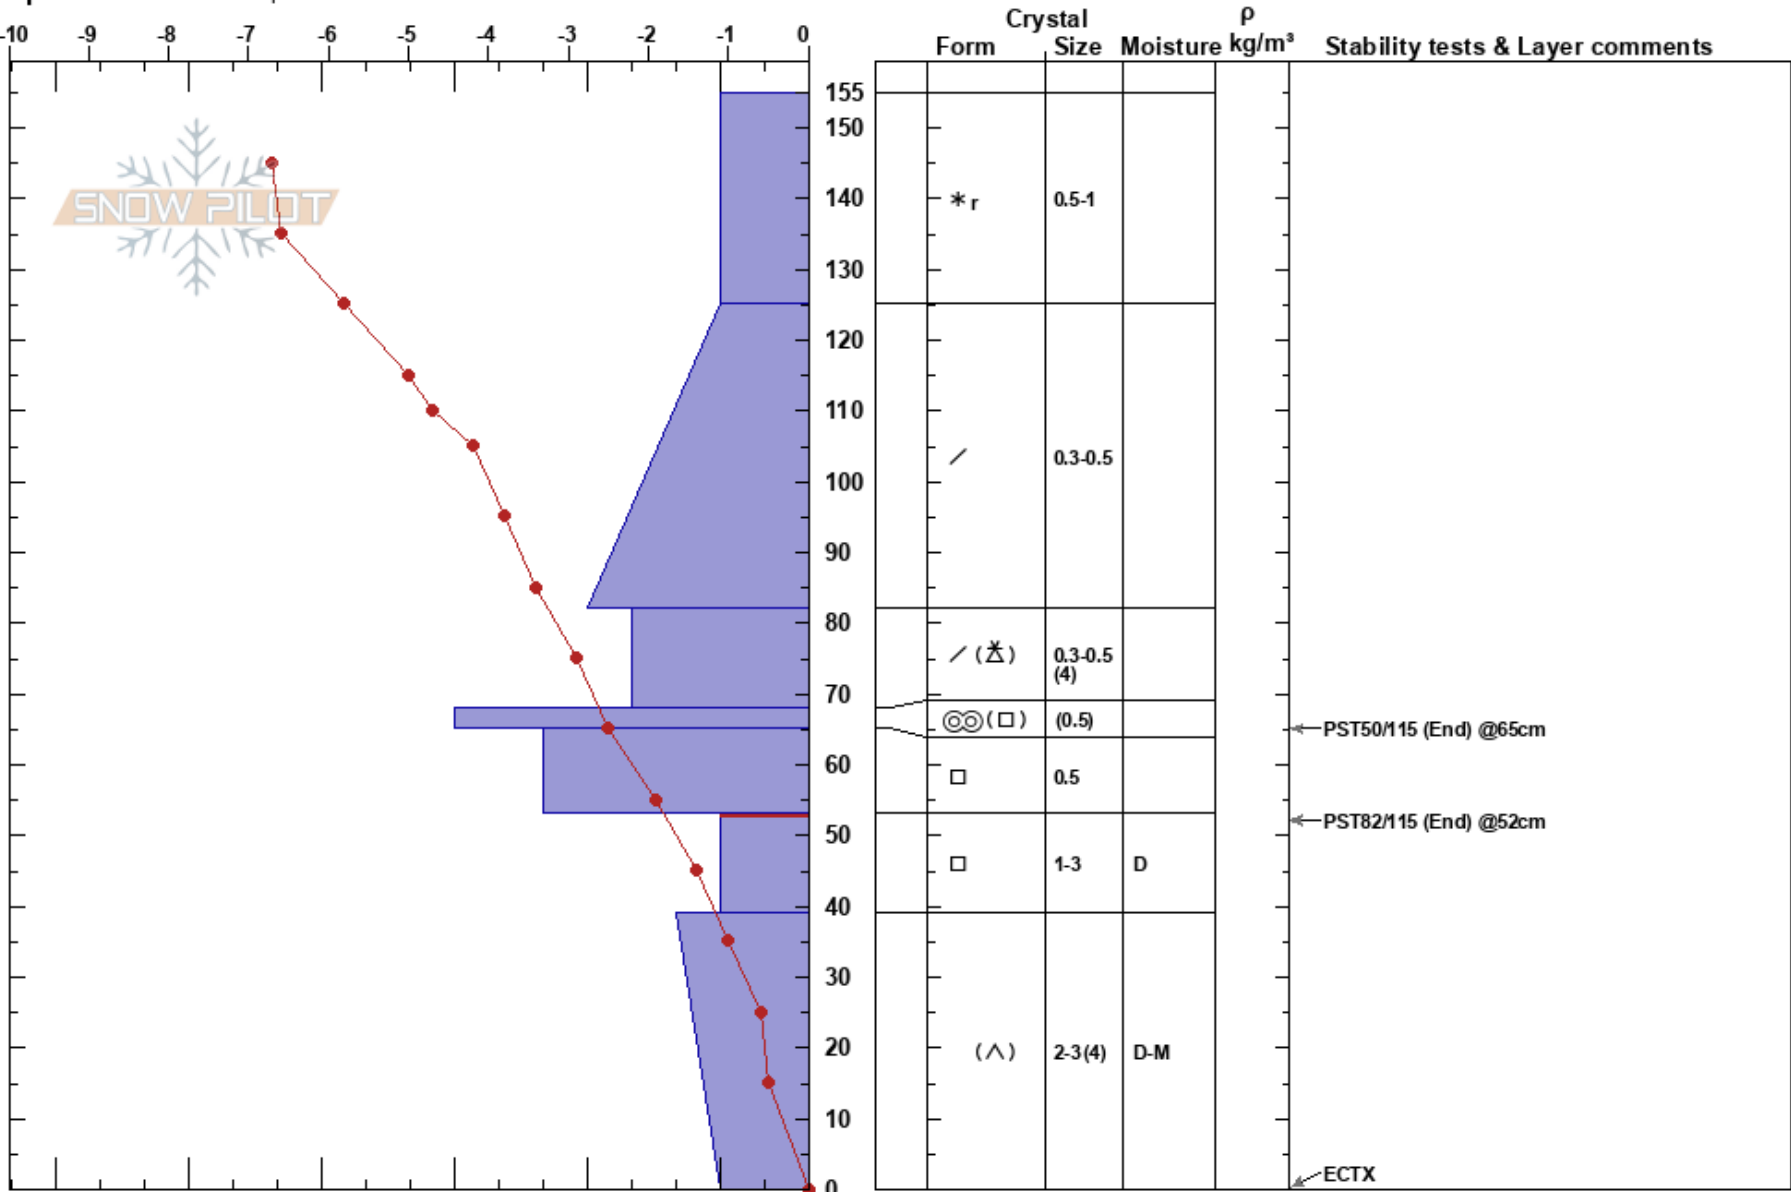 Crystal ρ
-10 -9 -8 -7 -6 -5 -4 -3 -2 -1 0 Form Size Moisture kg/m³ Stability tests & Layer comments
155
150
SNOW PILOT
140 *r 0.5-1
130
120
110
/ 0.3-0.5
100
90
80
/ (0.3-0.5
(4)
70
(□) (0.5)
PST50/115 (End) @65cm
60 □ 0.5
PST82/115 (End) @52cm
50
□ 1-3 D
40
30
20 (∧) 2-3(4) D-M
10
ECTX
0